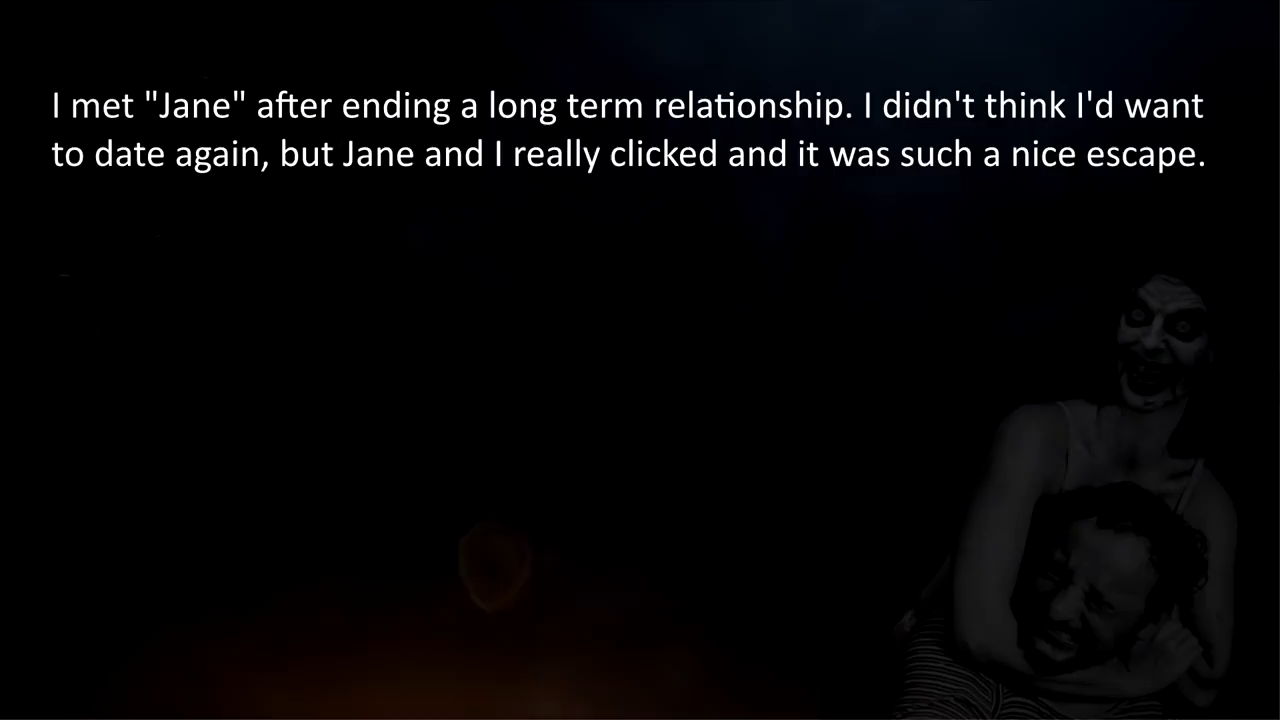 I met "Jane" after ending a long term relationship. I didn't think I'd want
to date again, but Jane and I really clicked and it was such a nice escape.